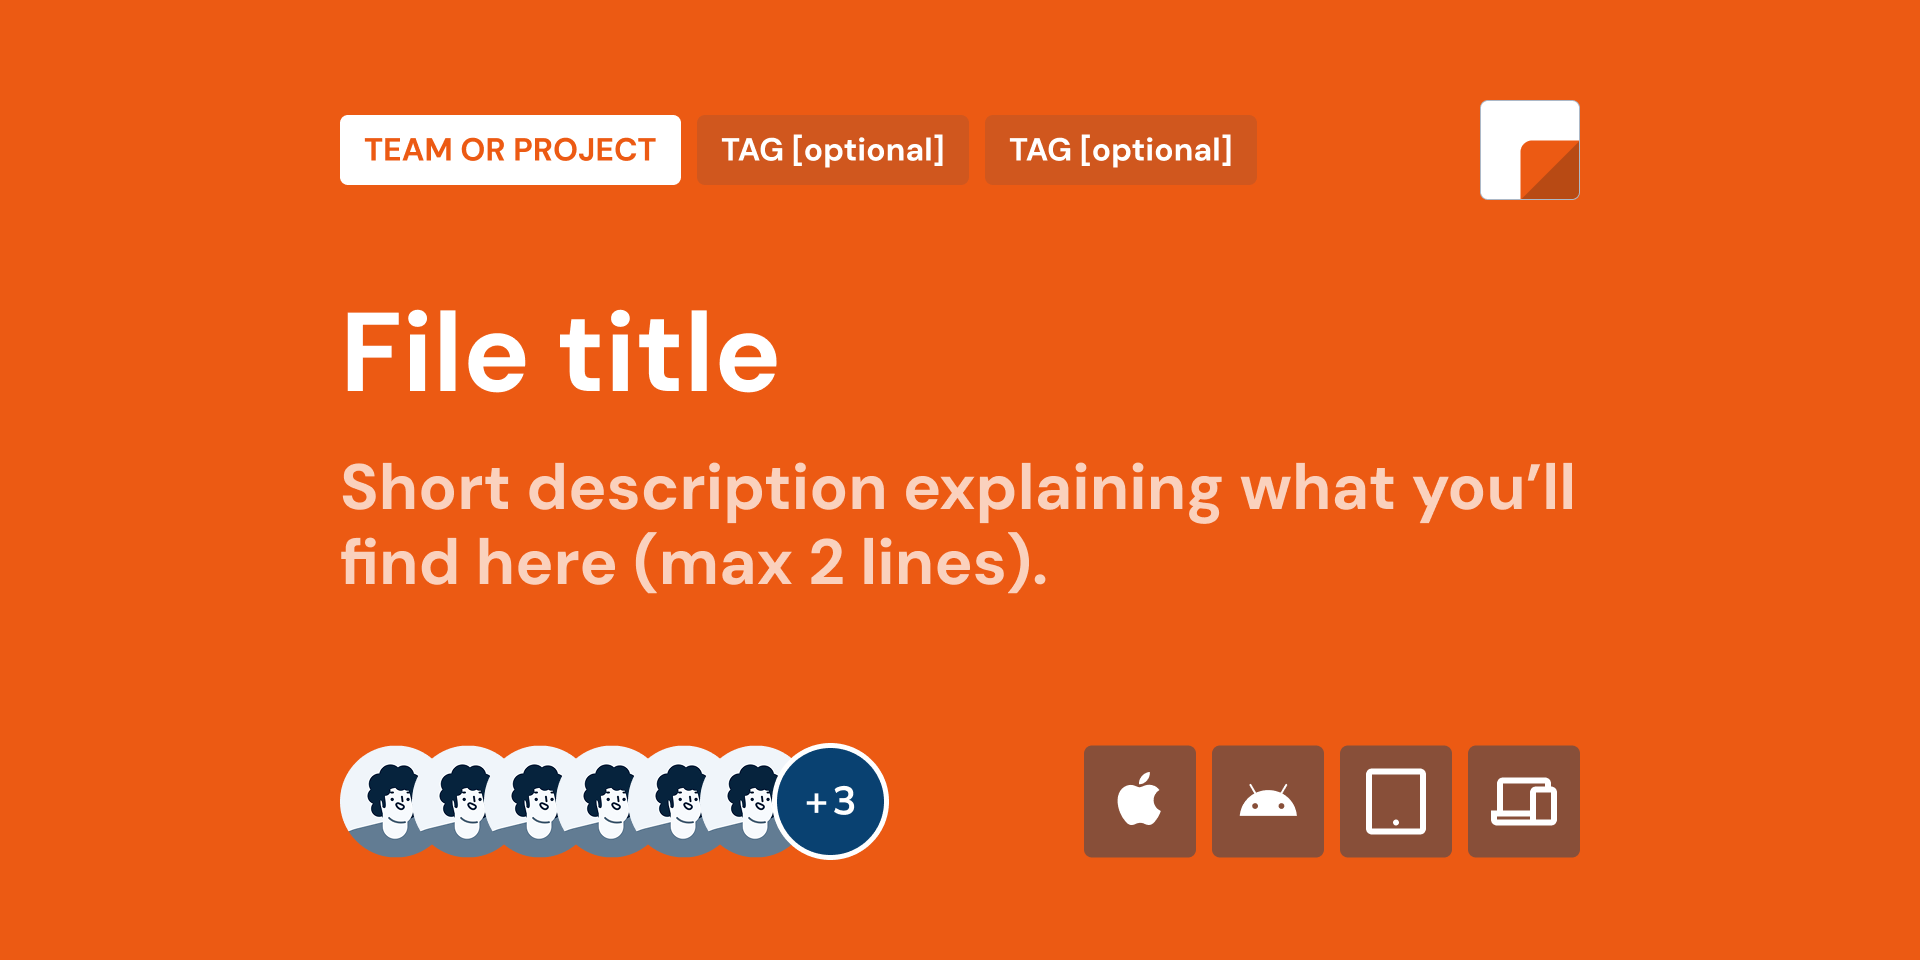 TEAM OR PROJECT
TAG [optional]
TAG [optional]
File title
Short description explaining what you’ll
find here (max 2 lines).
+3